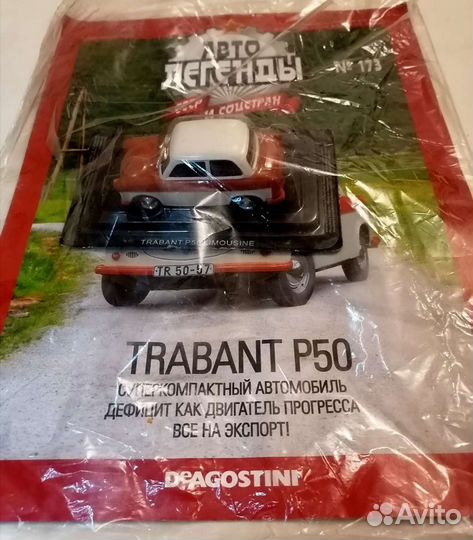 АВТО
ЛЕГЕНДЫ
№ 173
СССР И СОЦСТРАН
TRABANT P50 LIMOUSINE
TR 50-57
TRABANT P50
СУПЕРКОМПАКТНЫЙ АВТОМОБИЛЬ
ДЕФИЦИТ КАК ДВИГАТЕЛЬ ПРОГРЕССА
ВСЕ НА ЭКСПОРТ!
DeAGOSTINI
Avito